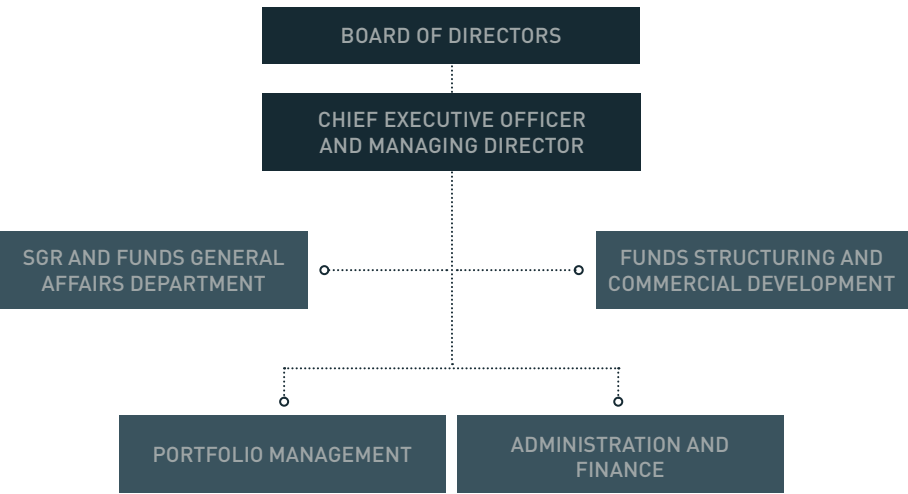 BOARD OF DIRECTORS
CHIEF EXECUTIVE OFFICER
AND MANAGING DIRECTOR
SGR AND FUNDS GENERAL
AFFAIRS DEPARTMENT
FUNDS STRUCTURING AND
COMMERCIAL DEVELOPMENT
PORTFOLIO MANAGEMENT
ADMINISTRATION AND
FINANCE